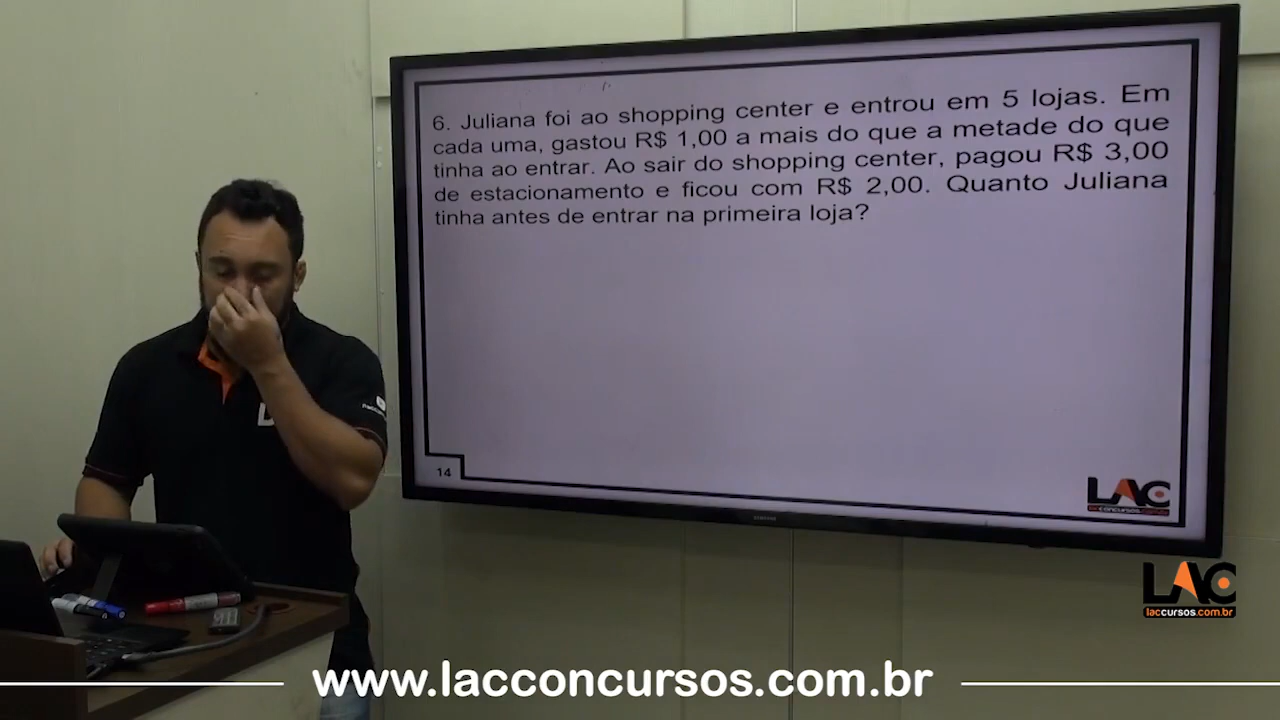 6. Juliana foi ao shopping center e entrou em 5 lojas. Em
cada uma, gastou R$ 1,00 a mais do que a metade do que
tinha ao entrar. Ao sair do shopping center, pagou R$ 3,00
de estacionamento e ficou com R$ 2,00. Quanto Juliana
tinha antes de entrar na primeira loja?
14
LAC
LAC
laccursos.com.br
www.lacconcursos.com.br